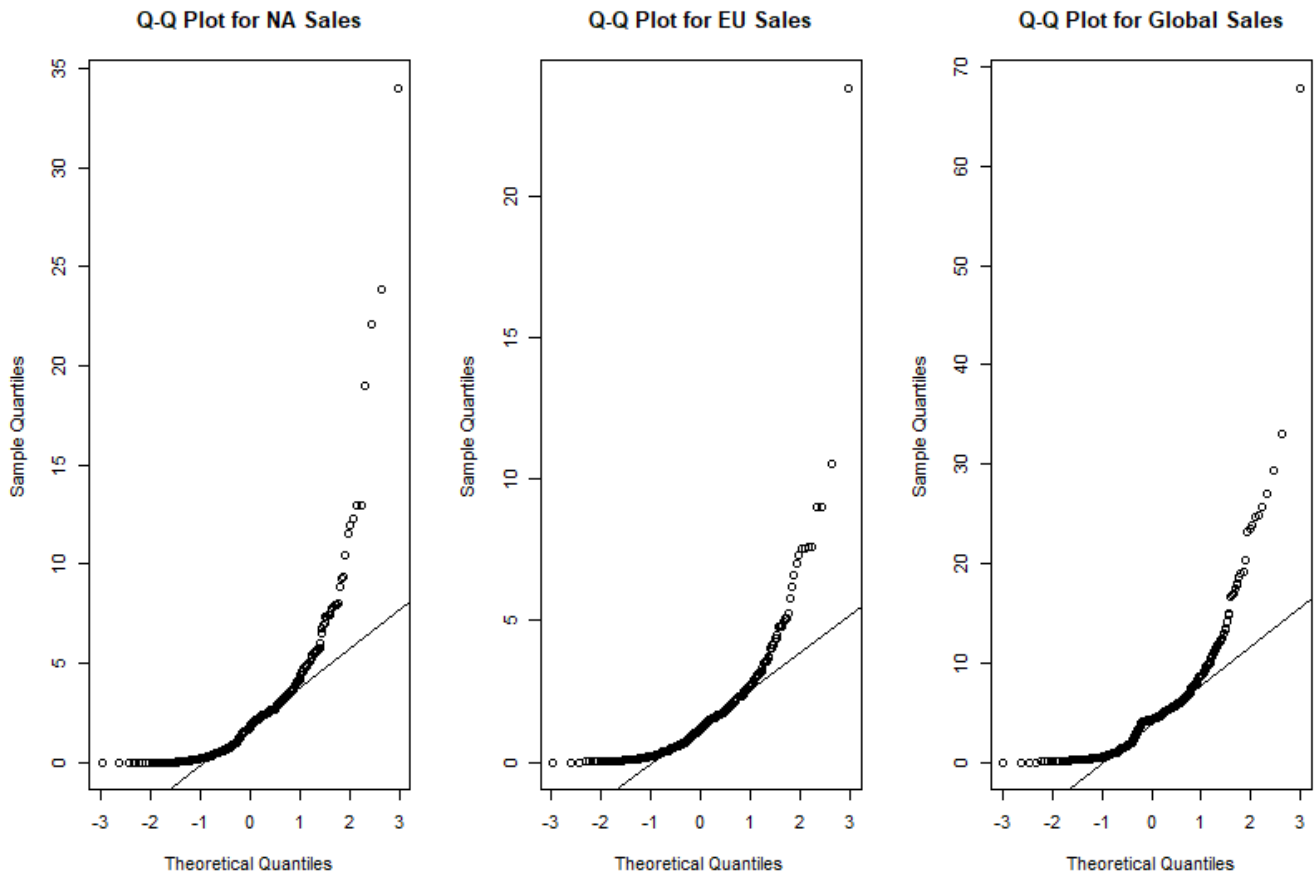 Q-Q Plot for NA Sales
35
30
25
20
15
10
5
0
Sample Quantiles
-3 -2 -1 0 1 2 3
Theoretical Quantiles
Q-Q Plot for EU Sales
20
15
10
5
0
Sample Quantiles
-3 -2 -1 0 1 2 3
Theoretical Quantiles
Q-Q Plot for Global Sales
70
60
50
40
30
20
10
0
Sample Quantiles
-3 -2 -1 0 1 2 3
Theoretical Quantiles